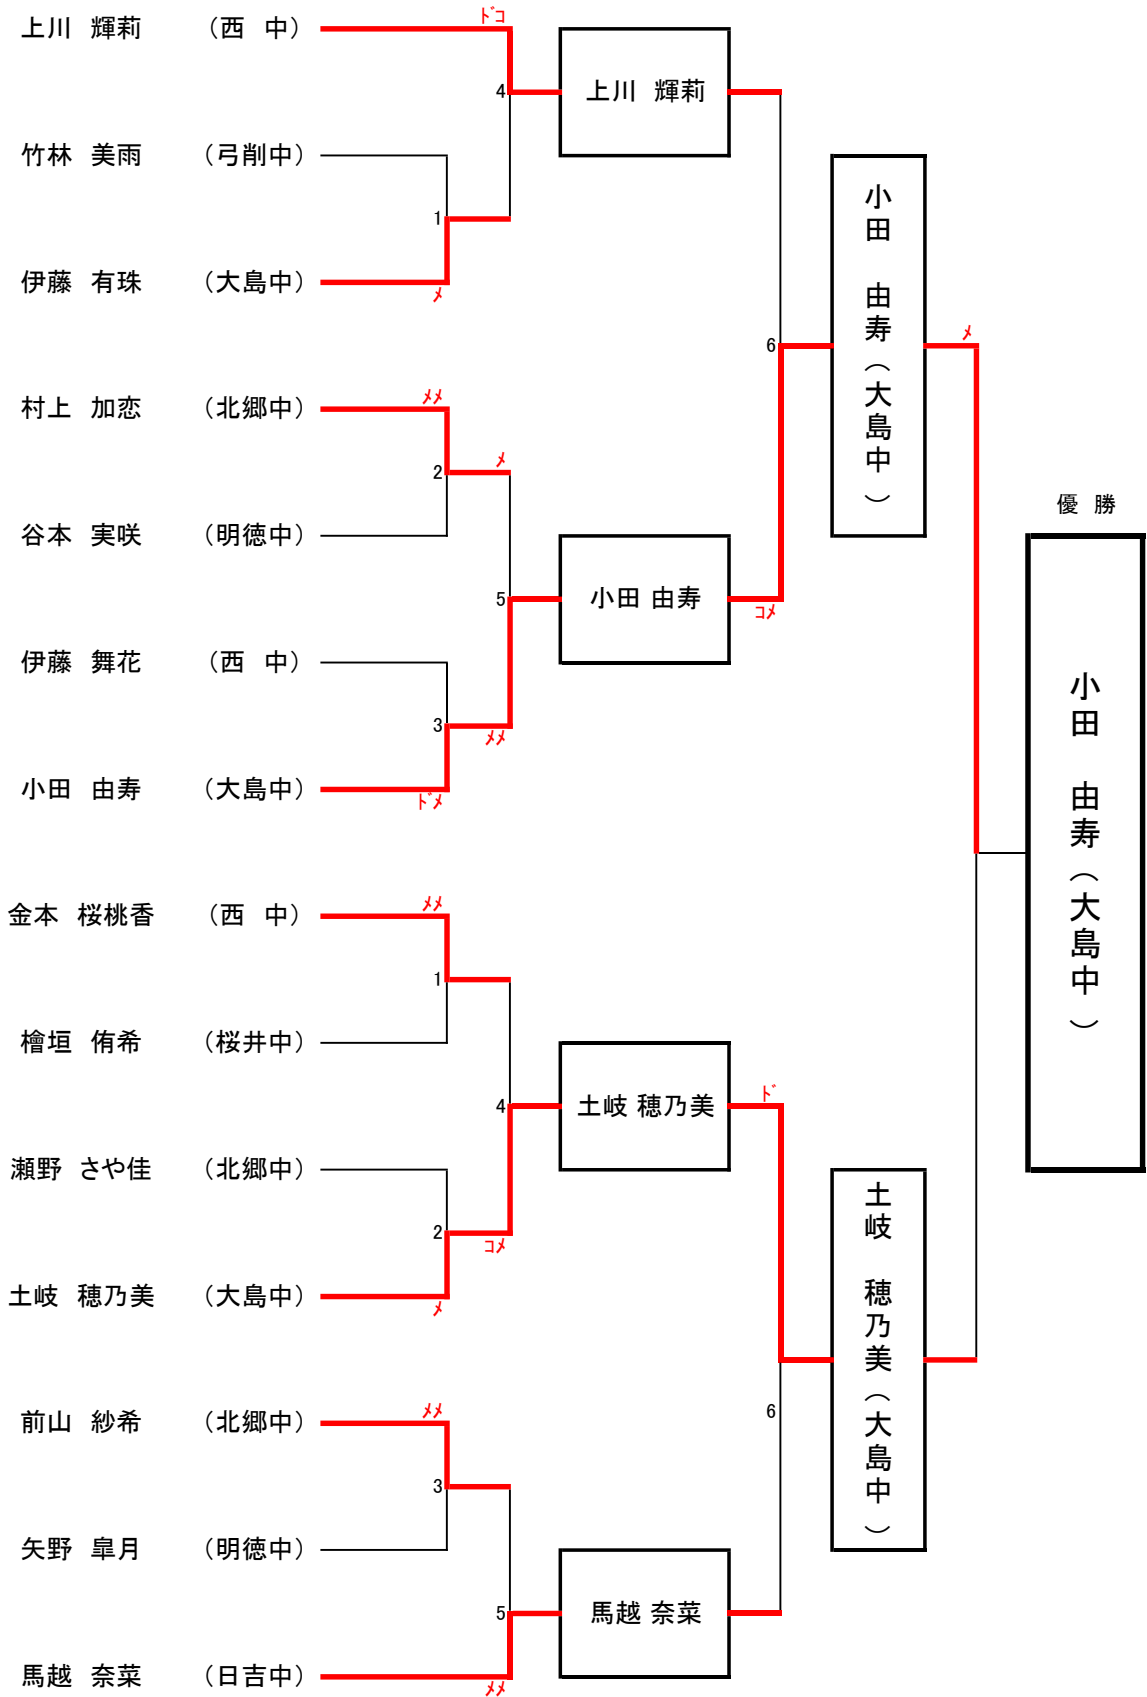 上川 輝莉 （西 中）
ﾄﾞｺ
4
上川 輝莉
竹林 美雨 （弓削中）
1
伊藤 有珠 （大島中）
ﾒ
6
小田 由寿（大島中）
ﾒ
村上 加恋 （北郷中）
ﾒﾒ
2
ﾒ
谷本 実咲 （明徳中）
5
小田 由寿
ｺﾒ
伊藤 舞花 （西 中）
3
ﾒﾒ
小田 由寿 （大島中）
ﾄﾞﾒ
優 勝
小田 由寿（大島中）
金本 桜桃香 （西 中）
ﾒﾒ
1
檜垣 侑希 （桜井中）
4
土岐 穂乃美
ﾄﾞ
瀬野 さや佳 （北郷中）
2
ｺﾒ
土岐 穂乃美 （大島中）
ﾒ
土岐 穂乃美（大島中）
前山 紗希 （北郷中）
ﾒﾒ
6
3
矢野 皐月 （明徳中）
5
馬越 奈菜
馬越 奈菜 （日吉中）
ﾒﾒ